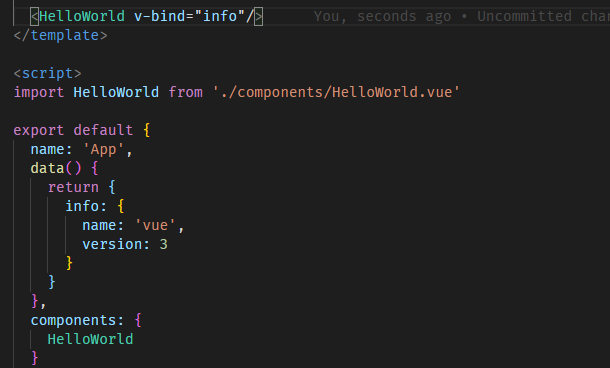 <HelloWorld v-bind="info"/> You, seconds ago • Uncommitted char
</template>
<script>
import HelloWorld from './components/HelloWorld.vue'
export default {
name: 'App',
data() {
return {
info: {
name: 'vue',
version: 3
}
}
},
components: {
HelloWorld
}